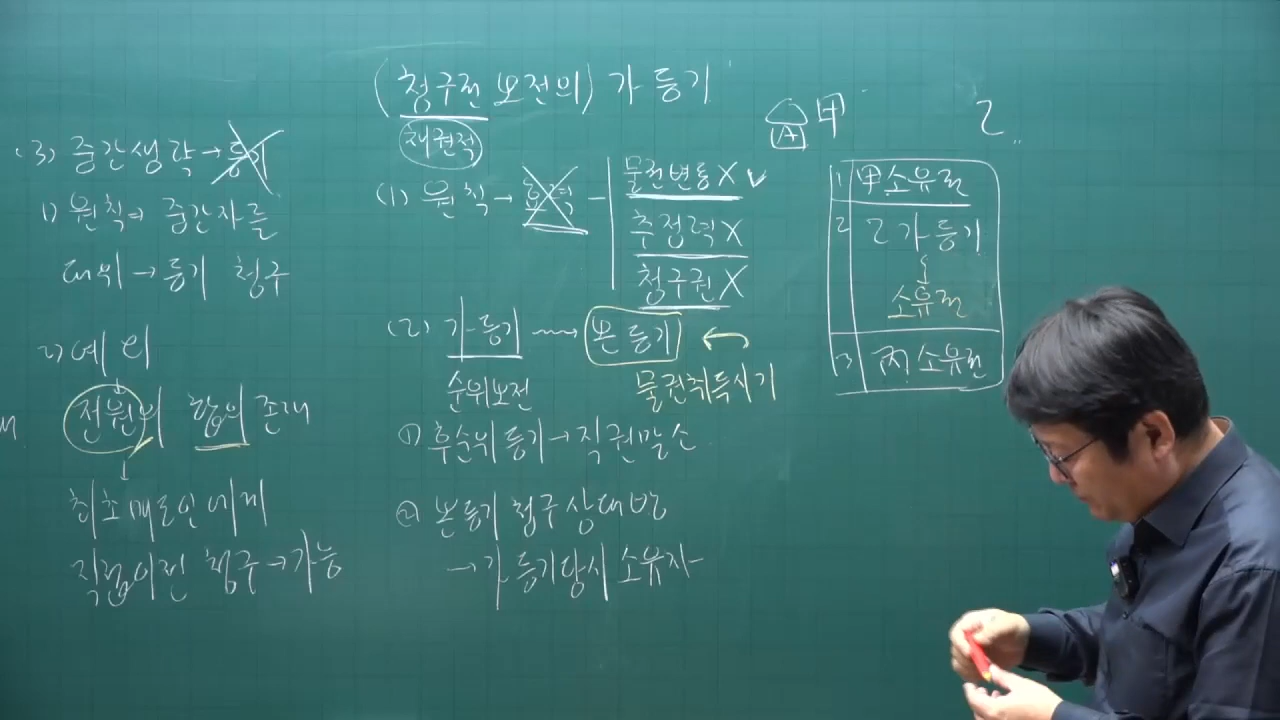 (3) 중간생략→등기
1) 원칙⇒ 중간자를
대위→등기 청구
2) 예외
전원의 합의 존재
↓
최초매도인에게
직접이전 청구→가능
(청구권 보전의) 가등기
채권적
(1) 원칙→효력
물권변동X✓
추정력X
청구권X
(2) 가등기 → 본등기 ←
순위보전
물권취득시기
① 후순위등기→직권말소
② 본등기 청구 상대방
→가등기당시 소유자
A 甲 乙
1 甲소유권
2 乙가등기
소유권
3 丙소유권